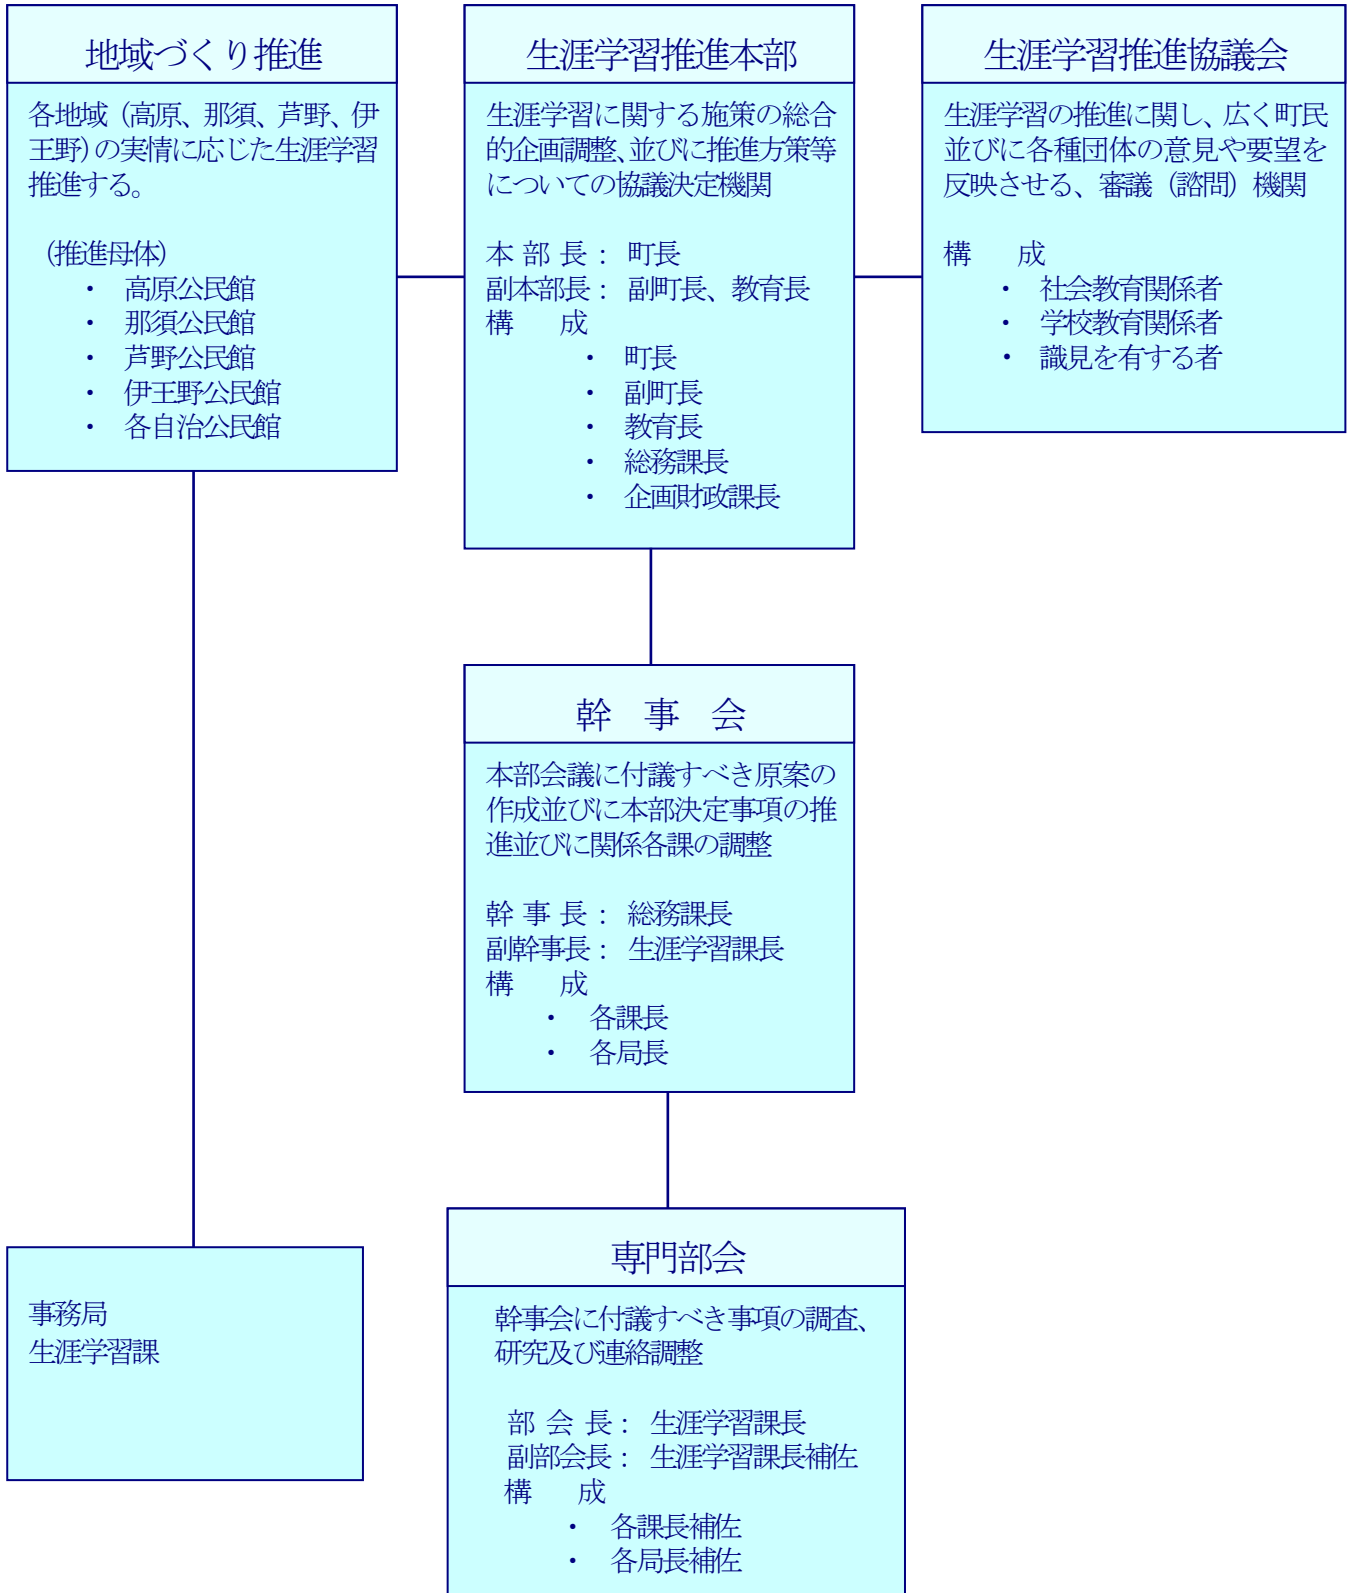 地域づくり推進
各地域（高原、那須、芦野、伊
王野）の実情に応じた生涯学習
推進する。
（推進母体）
・ 高原公民館
・ 那須公民館
・ 芦野公民館
・ 伊王野公民館
・ 各自治公民館
生涯学習推進本部
生涯学習に関する施策の総合
的企画調整、並びに推進方策等
についての協議決定機関
本 部 長： 町長
副本部長： 副町長、教育長
構　成
・ 町長
・ 副町長
・ 教育長
・ 総務課長
・ 企画財政課長
生涯学習推進協議会
生涯学習の推進に関し、広く町民
並びに各種団体の意見や要望を
反映させる、審議（諮問）機関
構　成
・ 社会教育関係者
・ 学校教育関係者
・ 識見を有する者
幹　事　会
本部会議に付議すべき原案の
作成並びに本部決定事項の推
進並びに関係各課の調整
幹 事 長： 総務課長
副幹事長： 生涯学習課長
構　成
・ 各課長
・ 各局長
専門部会
幹事会に付議すべき事項の調査、
研究及び連絡調整
部 会 長： 生涯学習課長
副部会長： 生涯学習課長補佐
構　成
・ 各課長補佐
・ 各局長補佐
事務局
生涯学習課